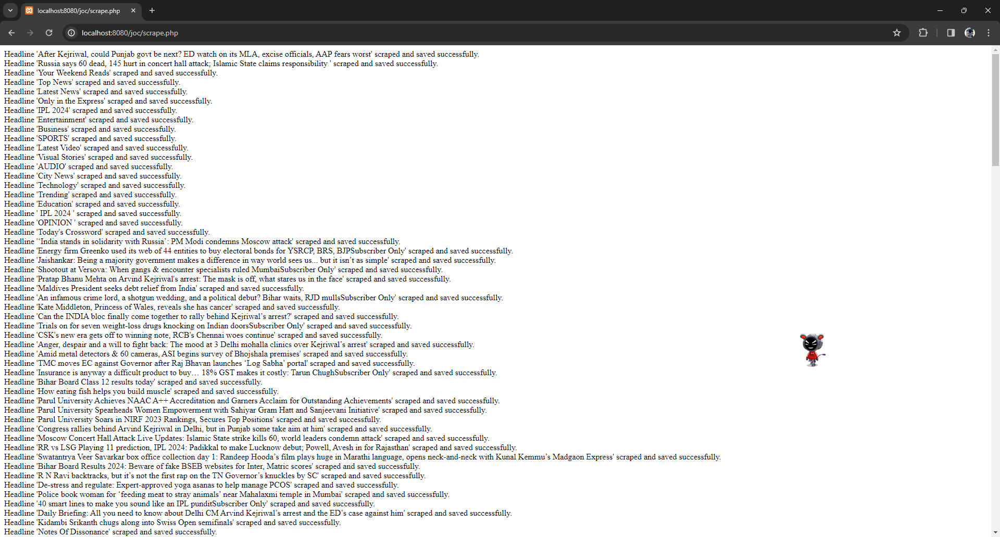 localhost:8080/joc/scrape.php
localhost:8080/joc/scrape.php
Headline 'After Kejriwal, could Punjab govt be next? ED watch on its MLA, excise officials, AAP fears worst' scraped and saved successfully.
Headline 'Russia says 60 dead, 145 hurt in concert hall attack; Islamic State claims responsibility ' scraped and saved successfully.
Headline 'Your Weekend Reads' scraped and saved successfully.
Headline 'Top News' scraped and saved successfully.
Headline 'Latest News' scraped and saved successfully.
Headline 'Only in the Express' scraped and saved successfully.
Headline 'IPL 2024' scraped and saved successfully.
Headline 'Entertainment' scraped and saved successfully.
Headline 'Business' scraped and saved successfully.
Headline 'SPORTS' scraped and saved successfully.
Headline 'Latest Video' scraped and saved successfully.
Headline 'Visual Stories' scraped and saved successfully.
Headline 'AUDIO' scraped and saved successfully.
Headline 'City News' scraped and saved successfully.
Headline 'Technology' scraped and saved successfully.
Headline 'Trending' scraped and saved successfully.
Headline 'Education' scraped and saved successfully.
Headline ' IPL 2024 ' scraped and saved successfully.
Headline 'OPINION ' scraped and saved successfully.
Headline 'Today's Crossword' scraped and saved successfully.
Headline '‘India stands in solidarity with Russia’: PM Modi condemns Moscow attack' scraped and saved successfully.
Headline 'Energy firm Greenko used its web of 44 entities to buy electoral bonds for YSRCP, BRS, BJPSubscriber Only' scraped and saved successfully.
Headline 'Jaishankar: Being a majority government makes a difference in way world sees us... but it isn’t as simple' scraped and saved successfully.
Headline 'Shootout at Versova: When gangs & encounter specialists ruled MumbaiSubscriber Only' scraped and saved successfully.
Headline 'Pratap Bhanu Mehta on Arvind Kejriwal's arrest: The mask is off, what stares us in the face' scraped and saved successfully.
Headline 'Maldives President seeks debt relief from India' scraped and saved successfully.
Headline 'An infamous crime lord, a shotgun wedding, and a political debut? Bihar waits, RJD mullsSubscriber Only' scraped and saved successfully.
Headline 'Kate Middleton, Princess of Wales, reveals she has cancer' scraped and saved successfully.
Headline 'Can the INDIA bloc finally come together to rally behind Kejriwal’s arrest?' scraped and saved successfully.
Headline 'Trials on for seven weight-loss drugs knocking on Indian doorsSubscriber Only' scraped and saved successfully.
Headline 'CSK's new era gets off to winning note, RCB's Chennai woes continue' scraped and saved successfully.
Headline 'Anger, despair and a will to fight back: The mood at 3 Delhi mohalla clinics over Kejriwal’s arrest' scraped and saved successfully.
Headline 'Amid metal detectors & 60 cameras, ASI begins survey of Bhojshala premises' scraped and saved successfully.
Headline 'TMC moves EC against Governor after Raj Bhavan launches ‘Log Sabha’ portal' scraped and saved successfully.
Headline 'Insurance is anyway a difficult product to buy… 18% GST makes it costly: Tarun ChughSubscriber Only' scraped and saved successfully.
Headline 'Bihar Board Class 12 results today' scraped and saved successfully.
Headline 'How eating fish helps you build muscle' scraped and saved successfully.
Headline 'Parul University Achieves NAAC A++ Accreditation and Garners Acclaim for Outstanding Achievements' scraped and saved successfully.
Headline 'Parul University Spearheads Women Empowerment with Sahiyar Gram Hatt and Sanjeevani Initiative' scraped and saved successfully.
Headline 'Parul University Soars in NIRF 2023 Rankings, Secures Top Positions' scraped and saved successfully.
Headline 'Congress rallies behind Arvind Kejriwal in Delhi, but in Punjab some take aim at him' scraped and saved successfully.
Headline 'Moscow Concert Hall Attack Live Updates: Islamic State strike kills 60, world leaders condemn attack' scraped and saved successfully.
Headline 'RR vs LSG Playing 11 prediction, IPL 2024: Padikkal to make Lucknow debut; Powell, Avesh in for Rajasthan' scraped and saved successfully.
Headline 'Swatantrya Veer Savarkar box office collection day 1: Randeep Hooda’s film plays huge in Marathi language, opens neck-and-neck with Kunal Kemmu’s Madgaon Express' scraped and saved successfully.
Headline 'Bihar Board Results 2024: Beware of fake BSEB websites for Inter, Matric scores' scraped and saved successfully.
Headline 'R N Ravi backtracks, but it’s not the first rap on the TN Governor’s knuckles by SC' scraped and saved successfully.
Headline 'De-stress and regulate: Expert-approved yoga asanas to help manage PCOS' scraped and saved successfully.
Headline 'Police book woman for ‘feeding meat to stray animals’ near Mahalaxmi temple in Mumbai' scraped and saved successfully.
Headline '40 smart lines to make you sound like an IPL punditSubscriber Only' scraped and saved successfully.
Headline 'Daily Briefing: All you need to know about Delhi CM Arvind Kejriwal’s arrest and the ED’s case against him' scraped and saved successfully.
Headline 'Kidambi Srikanth chugs along into Swiss Open semifinals' scraped and saved successfully.
Headline 'Notes Of Dissonance' scraped and saved successfully.